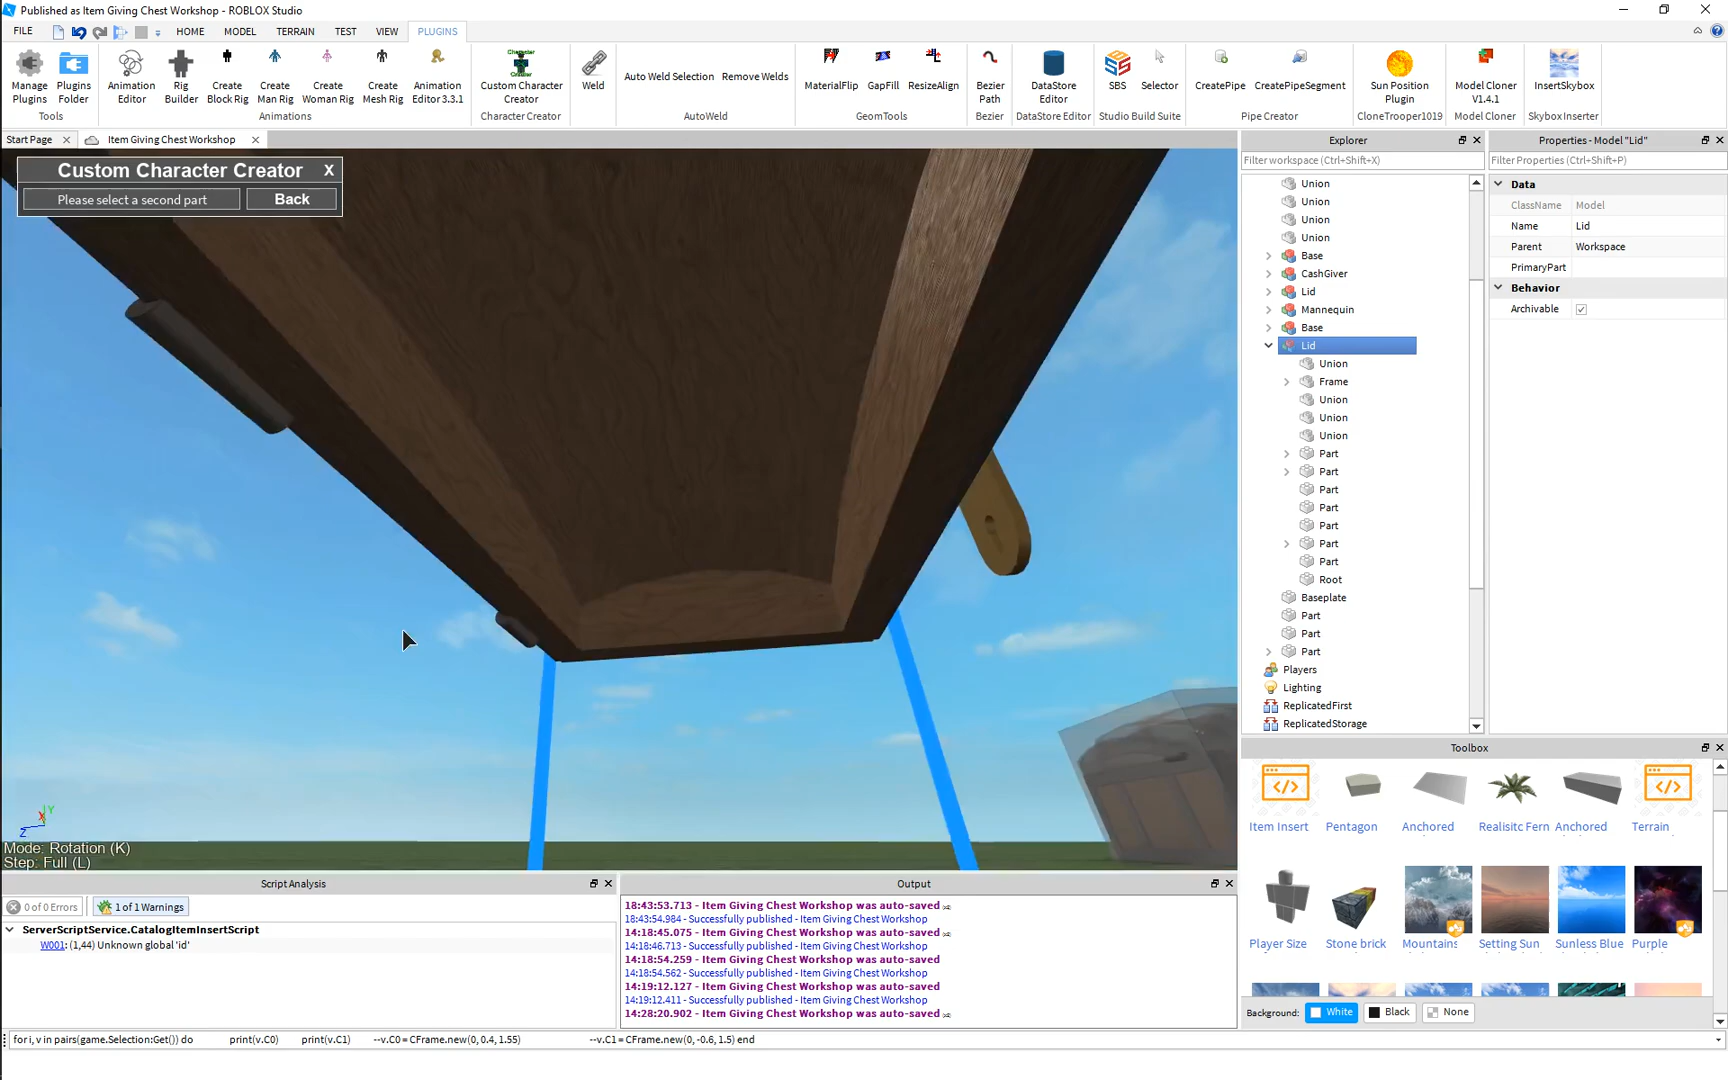 Published as Item Giving Chest Workshop - ROBLOX Studio
FILE HOME MODEL TERRAIN TEST VIEW PLUGINS
Manage Plugins
Plugins Folder
Tools
Animation Editor
Rig Builder
Create Block Rig
Create Man Rig
Create Woman Rig
Create Mesh Rig
Animation Editor 3.3.1
Animations
Custom Character Creator
Character Creator
Weld
Auto Weld Selection
Remove Welds
AutoWeld
MaterialFlip
GapFill
ResizeAlign
GeomTools
Bezier Path
Bezier
DataStore Editor
DataStore Editor
SBS
Selector
Studio Build Suite
CreatePipe
CreatePipeSegment
Pipe Creator
Sun Position Plugin
CloneTrooper1019
Model Cloner V1.4.1
Model Cloner
InsertSkybox
Skybox Inserter
Start Page
Item Giving Chest Workshop
Custom Character Creator X
Please select a second part
Back
Mode: Rotation (K)
Step: Full (L)
Explorer
Filter workspace (Ctrl+Shift+X)
Union
Union
Union
Union
Base
CashGiver
Lid
Mannequin
Base
Lid
Union
Frame
Union
Union
Union
Part
Part
Part
Part
Part
Part
Part
Root
Baseplate
Part
Part
Part
Players
Lighting
ReplicatedFirst
ReplicatedStorage
Properties - Model "Lid"
Filter Properties (Ctrl+Shift+P)
Data
ClassName Model
Name Lid
Parent Workspace
PrimaryPart
Behavior
Archivable
Toolbox
Item Insert
Pentagon
Anchored
Realisitc Fern
Anchored
Terrain
Player Size
Stone brick
Mountains
Setting Sun
Sunless Blue
Purple
Background: White Black None
Script Analysis
0 of 0 Errors
1 of 1 Warnings
ServerScriptService.CatalogItemInsertScript
W001: (1,44) Unknown global 'id'
Output
18:43:53.713 - Item Giving Chest Workshop was auto-saved
18:43:54.984 - Successfully published - Item Giving Chest Workshop
14:18:45.075 - Item Giving Chest Workshop was auto-saved
14:18:46.713 - Successfully published - Item Giving Chest Workshop
14:18:54.259 - Item Giving Chest Workshop was auto-saved
14:18:54.562 - Successfully published - Item Giving Chest Workshop
14:19:12.127 - Item Giving Chest Workshop was auto-saved
14:19:12.411 - Successfully published - Item Giving Chest Workshop
14:28:20.902 - Item Giving Chest Workshop was auto-saved
for i, v in pairs(game.Selection:Get()) do print(v.C0) print(v.C1) --v.C0 = CFrame.new(0, 0.4, 1.55) --v.C1 = CFrame.new(0, -0.6, 1.5) end